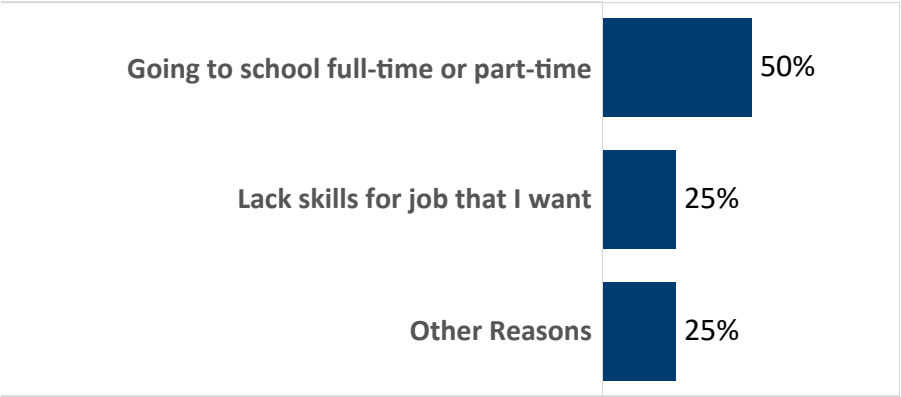 Going to school full-time or part-time 50%
Lack skills for job that I want 25%
Other Reasons 25%